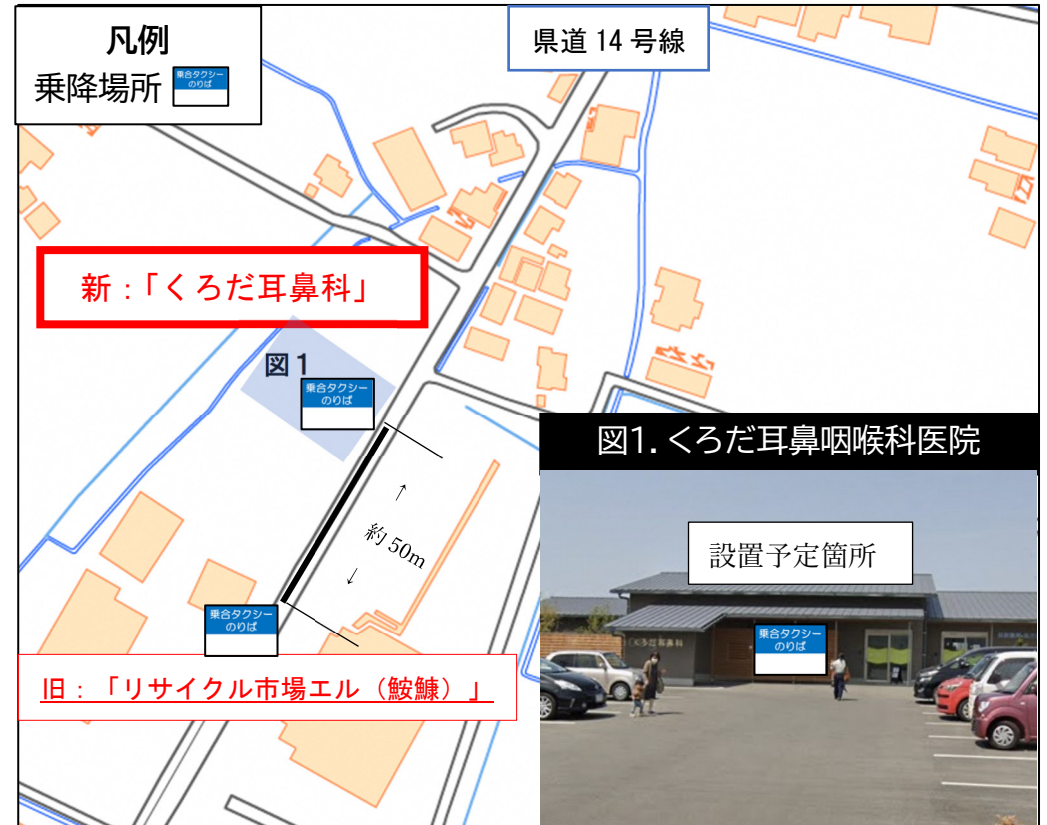 凡例
乗降場所
乗合タクシー
のりば
県道 14 号線
新：「くろだ耳鼻科」
図 1
乗合タクシー
のりば
約 50m
乗合タクシー
のりば
旧：「リサイクル市場エル（鮟鱇）」
図1. くろだ耳鼻咽喉科医院
設置予定箇所
乗合タクシー
のりば
くろだ耳鼻科